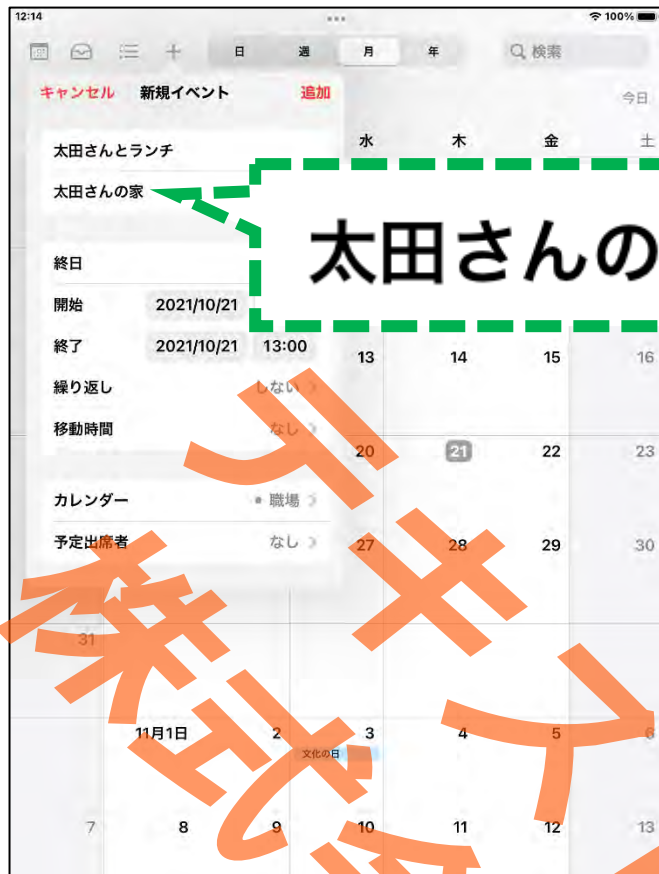 12:14
100%
日 週 月 年 検索
キャンセル 新規イベント 追加
今日
水 木 金 土
太田さんとランチ
太田さんの家
太田さんの
終日
開始 2021/10/21
終了 2021/10/21 13:00
13 14 15 16
繰り返し しない
移動時間 なし
20 21 22 23
カレンダー 職場
予定出席者 なし
27 28 29 30
31
11月1日 2 3 4 5 6
文化の日
7 8 9 10 11 12 13
テキス
株式会